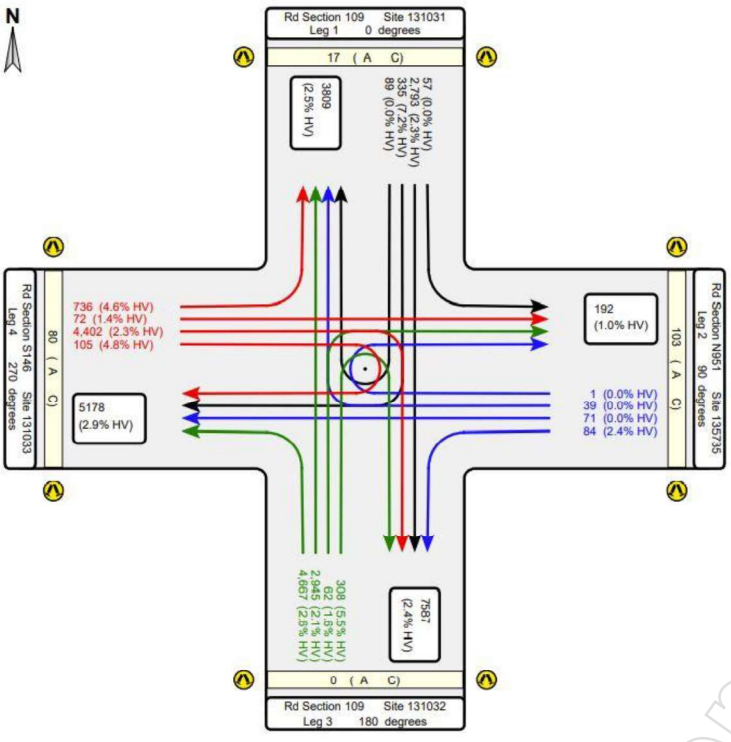 N
Rd Section 109 Site 131031
Leg 1 0 degrees
17 ( A C)
3809
(2.5% HV)
57 (0.0% HV)
2,793 (2.3% HV)
335 (7.2% HV)
89 (0.0% HV)
Rd Section S146 Site 131033
Leg 4 270 degrees
80 ( A C)
736 (4.6% HV)
72 (1.4% HV)
4,402 (2.3% HV)
105 (4.8% HV)
5178
(2.9% HV)
192
(1.0% HV)
1 (0.0% HV)
39 (0.0% HV)
71 (0.0% HV)
84 (2.4% HV)
103 ( A C)
Rd Section N951 Site 135735
Leg 2 90 degrees
308 (5.5% HV)
62 (1.6% HV)
2,945 (2.1% HV)
4,667 (2.8% HV)
7587
(2.4% HV)
0 ( A C)
Rd Section 109 Site 131032
Leg 3 180 degrees